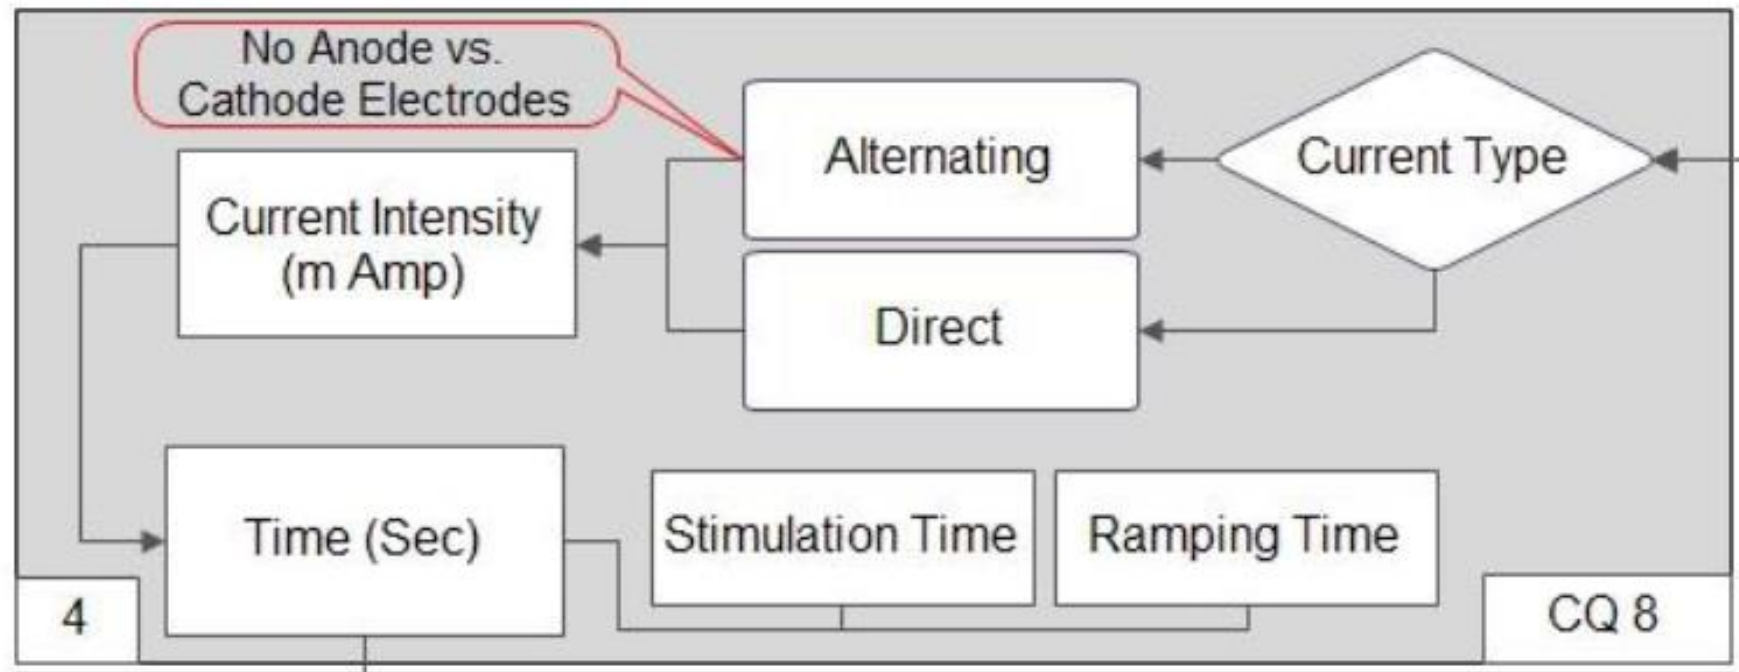 No Anode vs.
Cathode Electrodes
Alternating
Current Type
Current Intensity
(m Amp)
Direct
Time (Sec)
Stimulation Time
Ramping Time
4
CQ 8